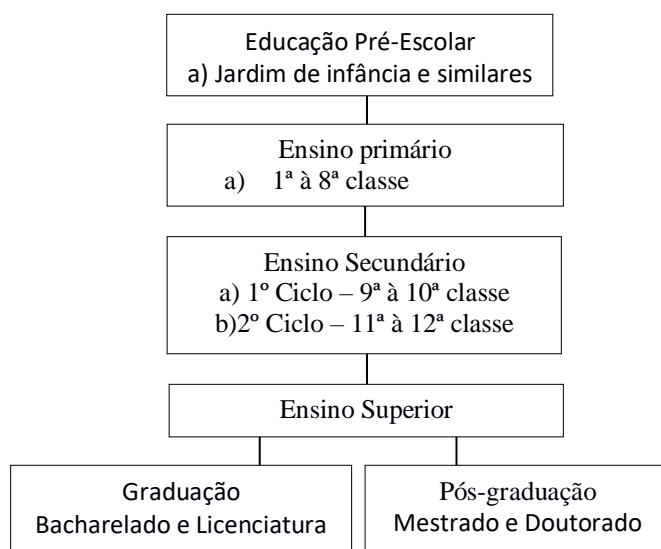 Educação Pré-Escolar
a) Jardim de infância e similares
Ensino primário
a) 1ª à 8ª classe
Ensino Secundário
a) 1º Ciclo – 9ª à 10ª classe
b)2º Ciclo – 11ª à 12ª classe
Ensino Superior
Graduação
Bacharelado e Licenciatura
Pós-graduação
Mestrado e Doutorado